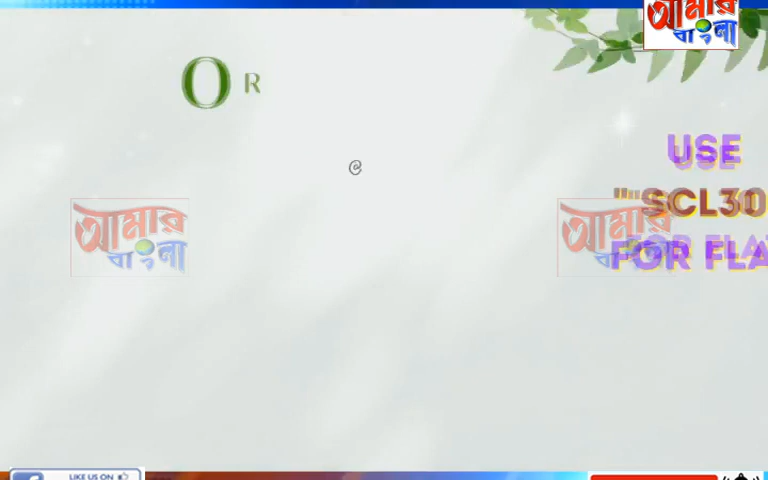 আমার
বাংলা
O R
e
USE
""SCL30
FOR FLA
আমার
বাংলা
আমার
বাংলা
LIKE US ON